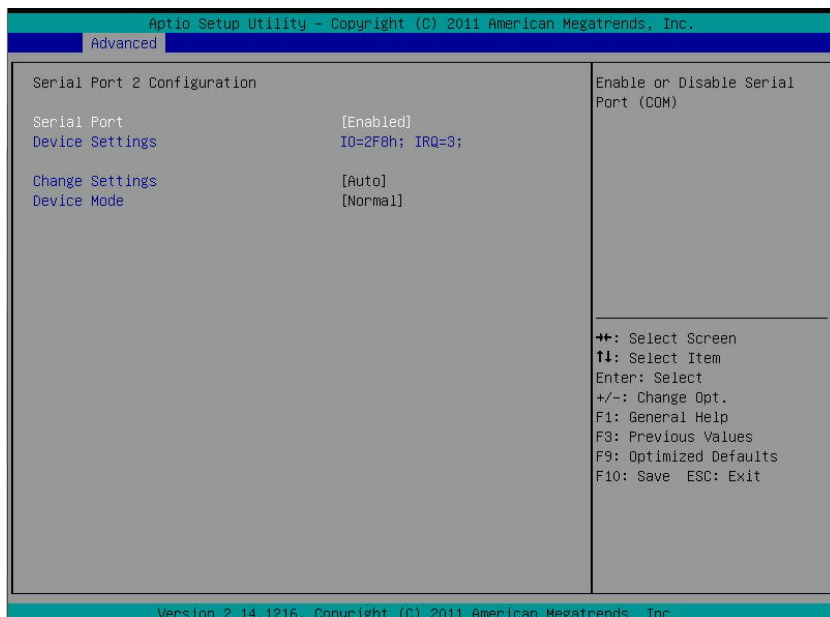 Aptio Setup Utility – Copyright (C) 2011 American Megatrends, Inc.
Advanced
Serial Port 2 Configuration
Serial Port [Enabled]
Device Settings IO=2F8h; IRQ=3;
Change Settings [Auto]
Device Mode [Normal]
Enable or Disable Serial
Port (COM)
→←: Select Screen
↑↓: Select Item
Enter: Select
+/-: Change Opt.
F1: General Help
F3: Previous Values
F9: Optimized Defaults
F10: Save ESC: Exit
Version 2.14.1216. Copyright (C) 2011 American Megatrends, Inc.